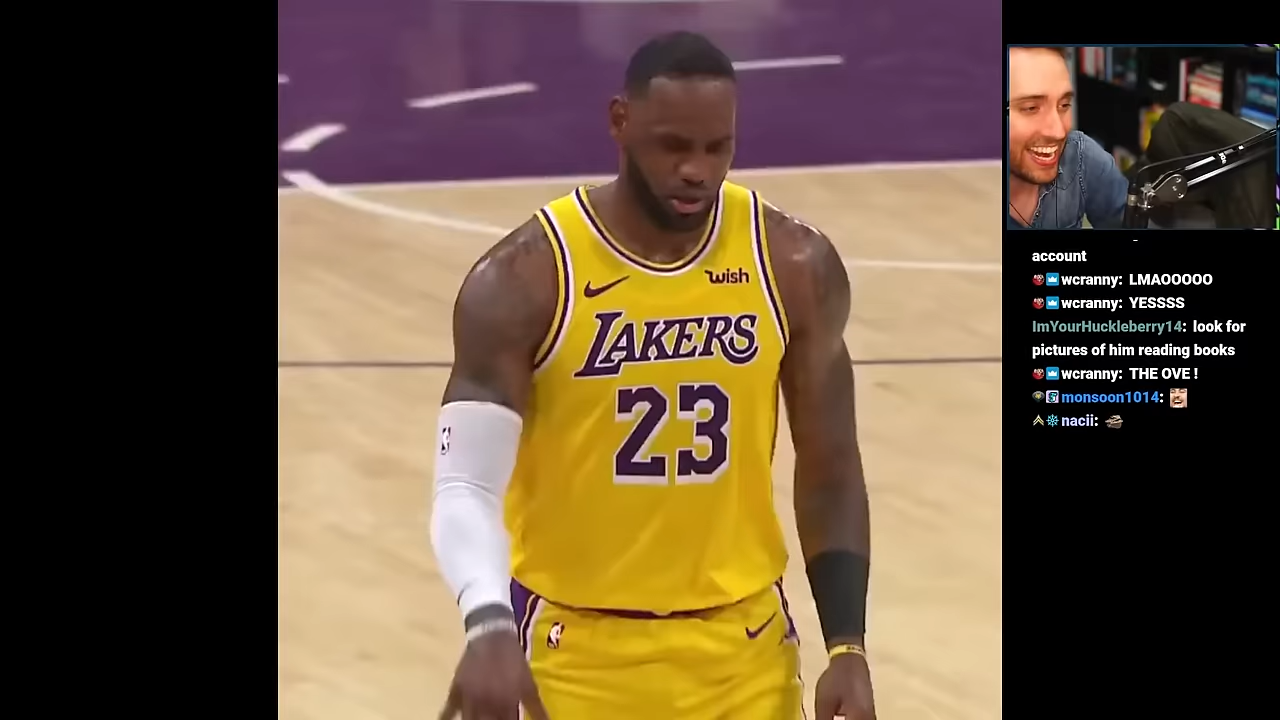 wish
LAKERS
23
account
wcranny: LMAOOOOO
wcranny: YESSSS
ImYourHuckleberry14: look for
pictures of him reading books
wcranny: THE OVE !
monsoon1014:
nacii: